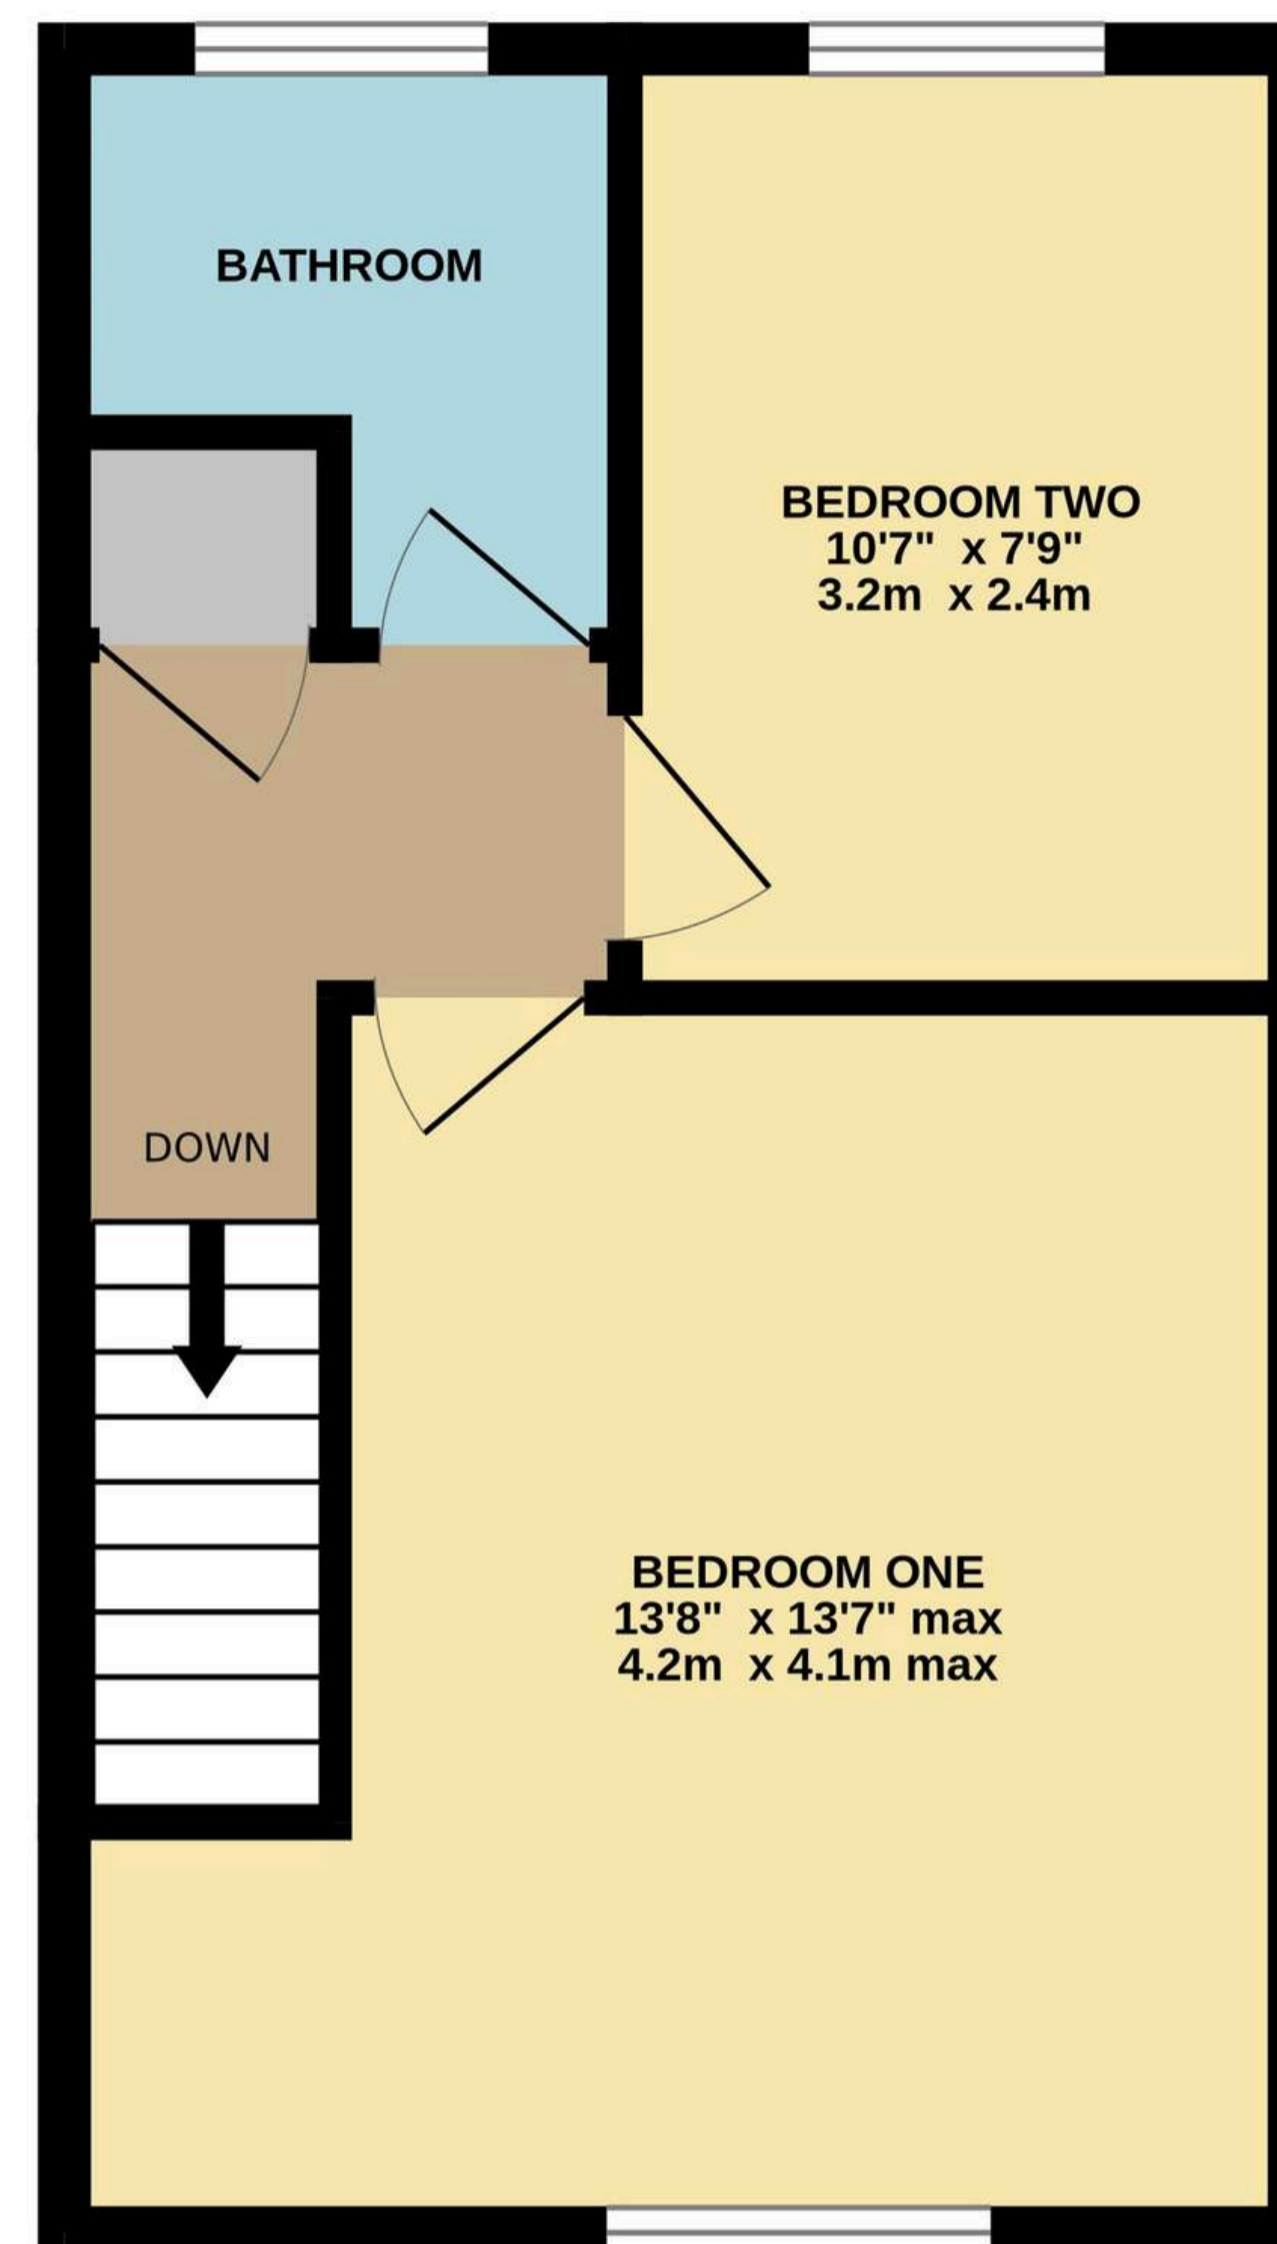 BATHROOM
BEDROOM TWO
10'7" x 7'9"
3.2m x 2.4m
DOWN
BEDROOM ONE
13'8" x 13'7" max
4.2m x 4.1m max